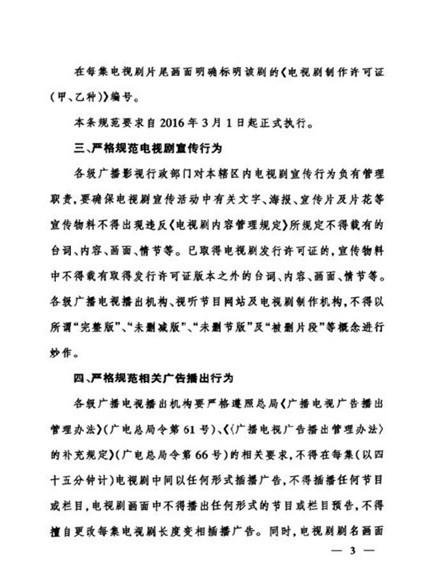 在每集电视剧片尾画面明确标明该剧的《电视剧制作许可证
(甲、乙种)》编号。
本条规范要求自2016年3月1日起正式执行。
三、严格规范电视剧宣传行为
各级广播影视行政部门对本辖区内电视剧宣传行为负有管理
职责,要确保电视剧宣传活动中有关文字、海报、宣传片及片花等
宣传物料不得出现违反《电视剧内容管理规定》所规定不得载有的
台词、内容、画面、情节等。已取得电视剧发行许可证的,宣传物料
中不得载有取得发行许可证版本之外的台词、内容、画面、情节等。
各级广播电视播出机构、视听节目网站及电视剧制作机构,不得以
所谓“完整版”、“未删减版”、“未删节版”及“被删片段”等概念进行
炒作。
四、严格规范相关广告播出行为
各级广播电视播出机构要严格遵照总局《广播电视广告播出
管理办法》(广电总局令第61号)、《〈广播电视广告播出管理办法〉
的补充规定》(广电总局令第66号)的相关要求,不得在每集(以四
十五分钟计)电视剧中间以任何形式插播广告,不得插播任何节目
或栏目,电视剧画面中不得播出任何形式的节目或栏目预告,不得
擅自更改每集电视剧长度变相插播广告。同时,电视剧剧名画面
— 3 —